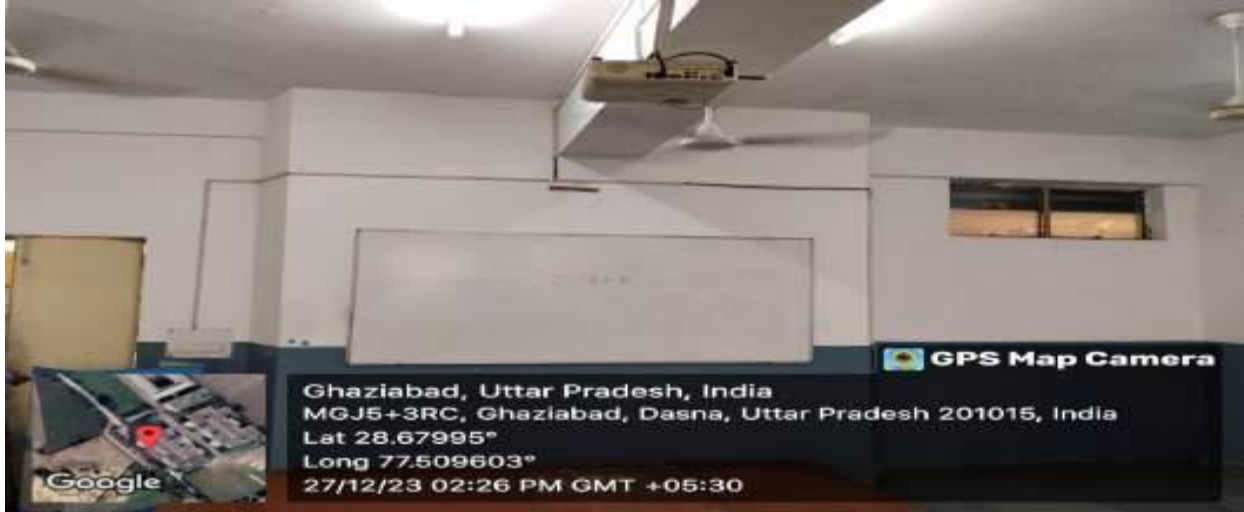 GPS Map Camera
Ghaziabad, Uttar Pradesh, India
MGJ5+3RC, Ghaziabad, Dasna, Uttar Pradesh 201015, India
Lat 28.67995°
Long 77.509603°
27/12/23 02:26 PM GMT +05:30
Google